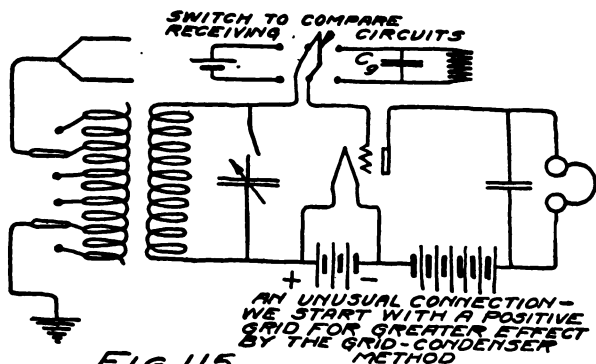 SWITCH TO COMPARE
RECEIVING CIRCUITS
Cg
+ -
AN UNUSUAL CONNECTION-
WE START WITH A POSITIVE
GRID FOR GREATER EFFECT
BY THE GRID-CONDENSER
METHOD
FIG. 115